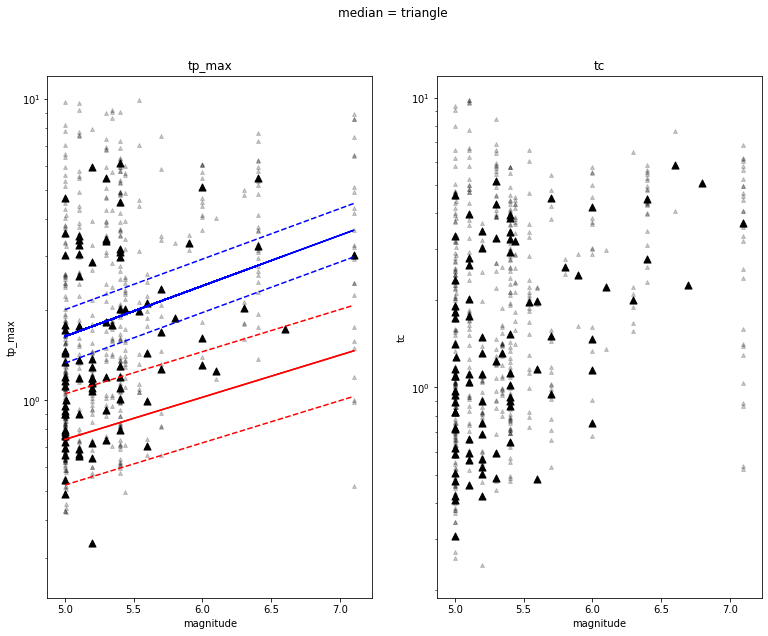 median = triangle
tp_max
tc
10¹
10⁰
tp_max
5.0 5.5 6.0 6.5 7.0
magnitude
10¹
10⁰
tc
5.0 5.5 6.0 6.5 7.0
magnitude